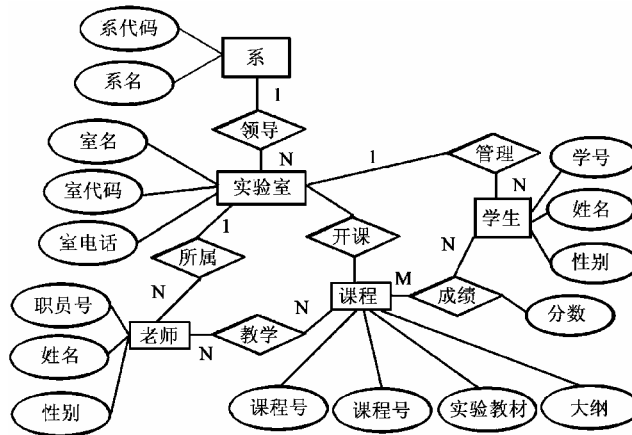 系代码
系
系名
1
领导
室名
N
1
管理
学号
实验室
室代码
N
学生
姓名
室电话
1
开课
所属
N
性别
职员号
N
N
课程
M
成绩
分数
老师
N
教学
姓名
性别
课程号
课程号
实验教材
大纲